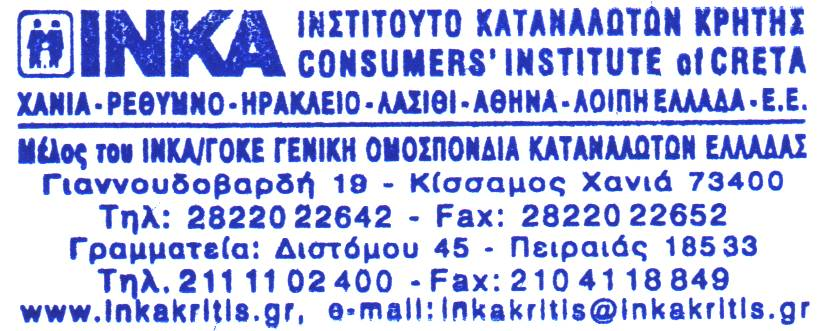 INKA ΙΝΣΤΙΤΟΥΤΟ ΚΑΤΑΝΑΛΩΤΩΝ ΚΡΗΤΗΣ
CONSUMERS' INSTITUTE of CRETA
ΧΑΝΙΑ-ΡΕΘΥΜΝΟ-ΗΡΑΚΛΕΙΟ-ΛΑΣΙΘΙ-ΑΘΗΝΑ-ΛΟΙΠΗ ΕΛΛΑΔΑ-Ε.Ε.
Μέλος του ΙΝΚΑ/ΓΟΚΕ ΓΕΝΙΚΗ ΟΜΟΣΠΟΝΔΙΑ ΚΑΤΑΝΑΛΩΤΩΝ ΕΛΛΑΔΑΣ
Γιαννουδοβαρδή 19 - Κίσσαμος Χανιά 73400
Τηλ: 28220 22642 - Fax: 28220 22652
Γραμματεία: Διστόμου 45 - Πειραιάς 185 33
Τηλ. 211 11 02 400 - Fax: 210 41 18 849
www.inkakritis.gr, e-mail: inkakritis@inkakritis.gr